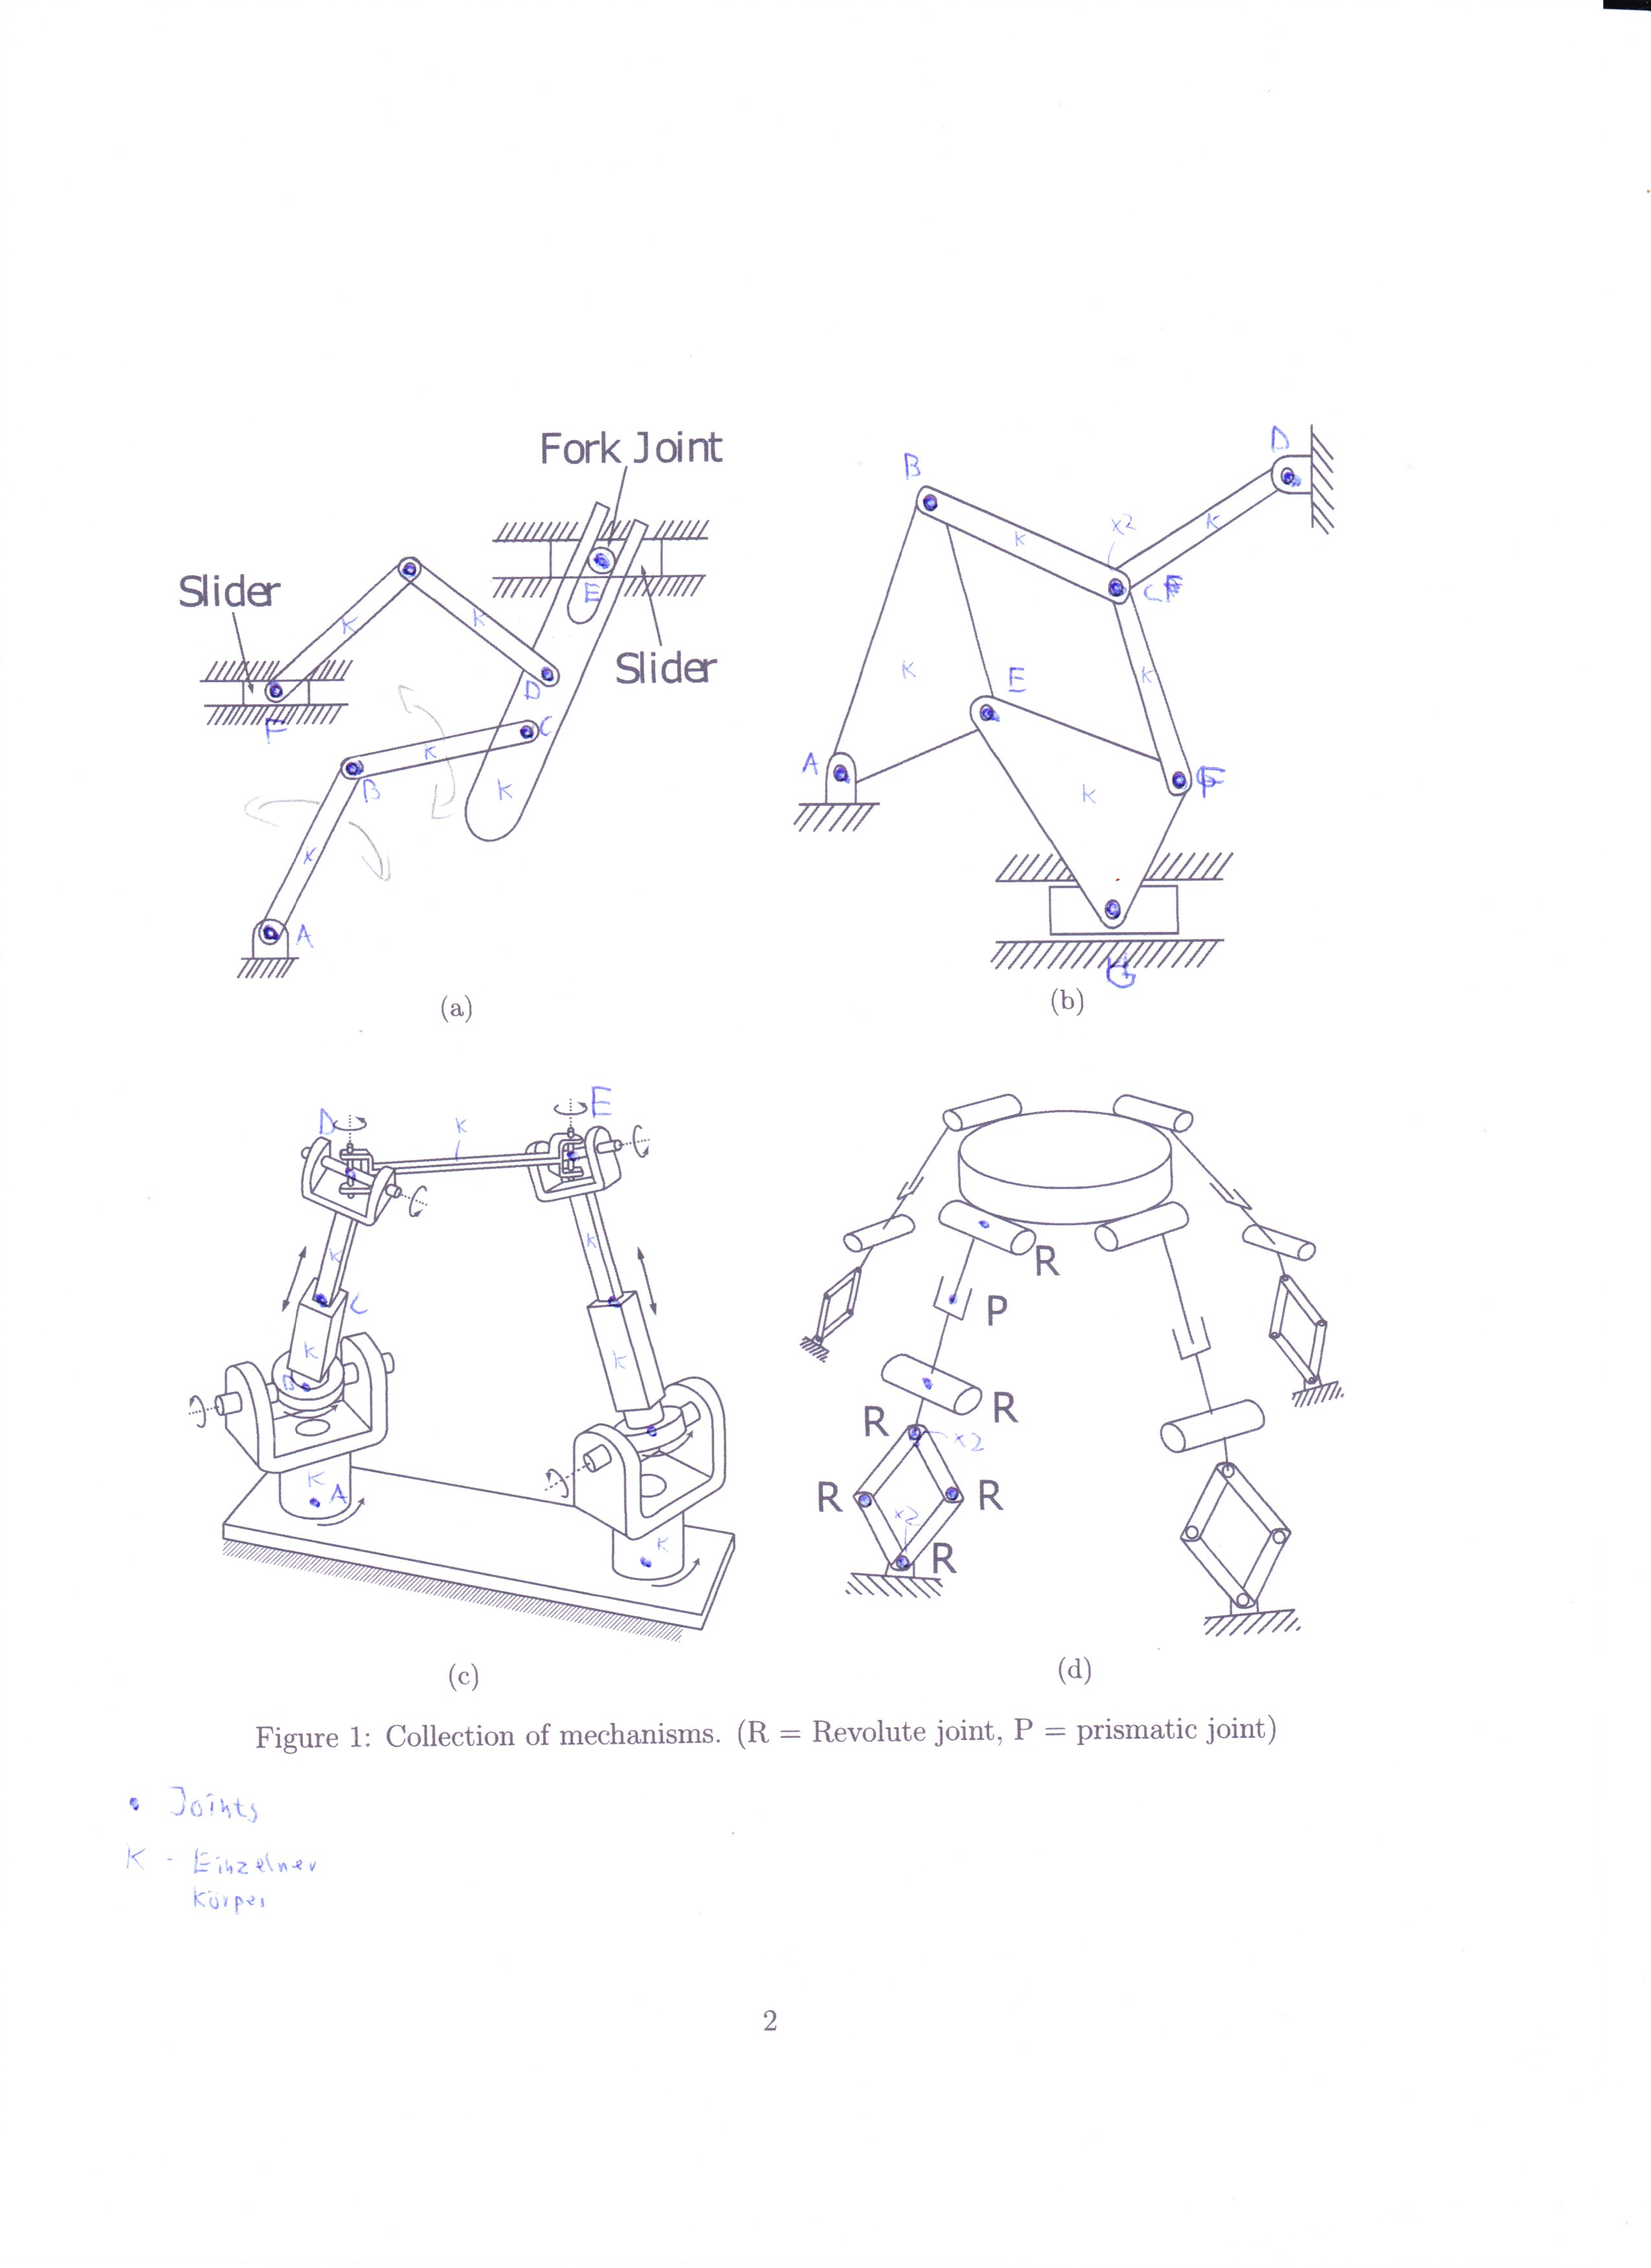 Fork Joint
Slider
E
Slider
K
K
D
F
C
K
B
K
K
A
(a)
D
B
x2
K
K
C
E
K
K
A
F
K
G
(b)
D
E
K
K
K
C
K
K
B
K
A
K
(c)
R
P
R
R
x2
R
R
x2
R
(d)
Figure 1: Collection of mechanisms. (R = Revolute joint, P = prismatic joint)
• Joints
K - Einzelner
Körper
2